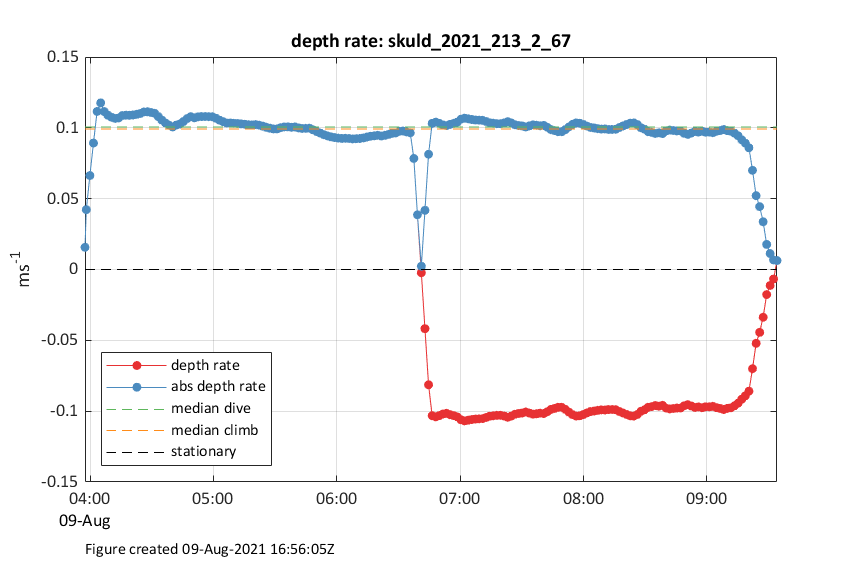 depth rate: skuld_2021_213_2_67
0.15
0.1
0.05
0
-0.05
-0.1
-0.15
ms-1
depth rate
abs depth rate
median dive
median climb
stationary
04:00 05:00 06:00 07:00 08:00 09:00
09-Aug
Figure created 09-Aug-2021 16:56:05Z